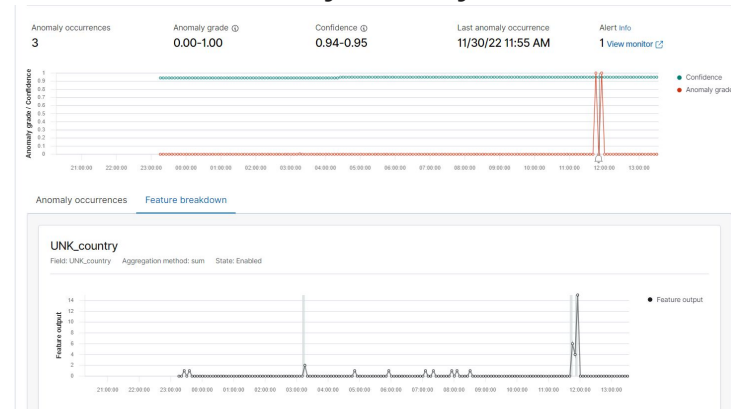 Anomaly occurrences Anomaly grade Confidence Last anomaly occurrence Alert Info
3 0.00-1.00 0.94-0.95 11/30/22 11:55 AM 1 View monitor
Anomaly grade / Confidence
1
0.9
0.8
0.7
0.6
0.5
0.4
0.3
0.2
0.1
0
Confidence
Anomaly grade
21:00:00 22:00:00 23:00:00 00:00:00 01:00:00 02:00:00 03:00:00 04:00:00 05:00:00 06:00:00 07:00:00 08:00:00 09:00:00 10:00:00 11:00:00 12:00:00 13:00:00
Anomaly occurrences Feature breakdown
UNK_country
Field: UNK_country Aggregation method: sum State: Enabled
Feature output
14
12
10
8
6
4
2
0
Feature output
21:00:00 22:00:00 23:00:00 00:00:00 01:00:00 02:00:00 03:00:00 04:00:00 05:00:00 06:00:00 07:00:00 08:00:00 09:00:00 10:00:00 11:00:00 12:00:00 13:00:00